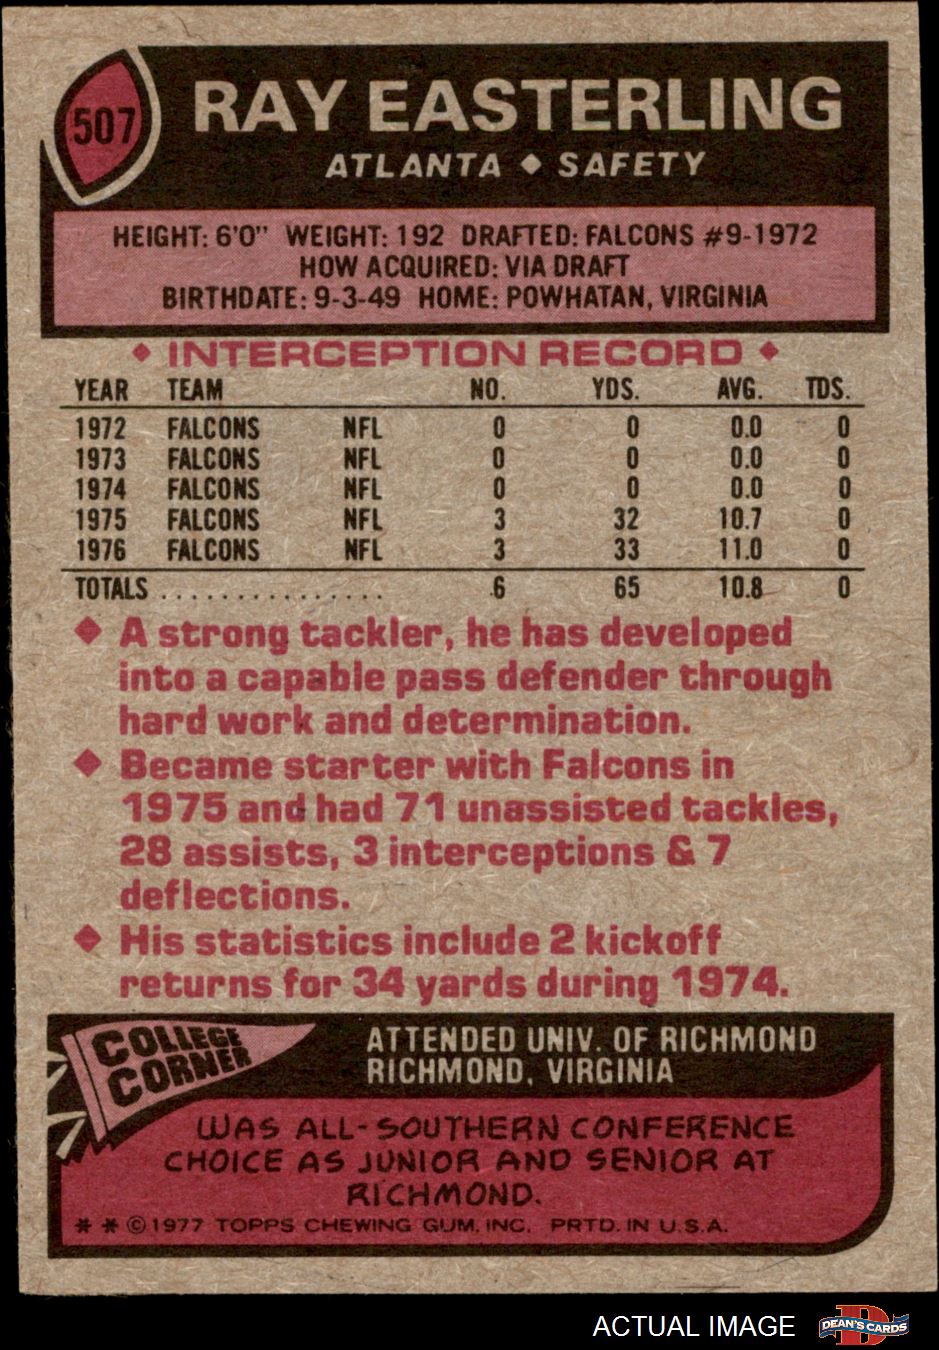 507
RAY EASTERLING
ATLANTA ♦ SAFETY
HEIGHT: 6'0" WEIGHT: 192 DRAFTED: FALCONS #9-1972
HOW ACQUIRED: VIA DRAFT
BIRTHDATE: 9-3-49 HOME: POWHATAN, VIRGINIA
♦ INTERCEPTION RECORD ♦
YEAR TEAM NO. YDS. AVG. TDS.
1972 FALCONS NFL 0 0 0.0 0
1973 FALCONS NFL 0 0 0.0 0
1974 FALCONS NFL 0 0 0.0 0
1975 FALCONS NFL 3 32 10.7 0
1976 FALCONS NFL 3 33 11.0 0
TOTALS ............... 6 65 10.8 0
♦ A strong tackler, he has developed
into a capable pass defender through
hard work and determination.
♦ Became starter with Falcons in
1975 and had 71 unassisted tackles,
28 assists, 3 interceptions & 7
deflections.
♦ His statistics include 2 kickoff
returns for 34 yards during 1974.
COLLEGE
CORNER
ATTENDED UNIV. OF RICHMOND
RICHMOND, VIRGINIA
WAS ALL-SOUTHERN CONFERENCE
CHOICE AS JUNIOR AND SENIOR AT
RICHMOND.
* * © 1977 TOPPS CHEWING GUM, INC. PRTD. IN U.S.A.
ACTUAL IMAGE
D
DEAN'S CARDS